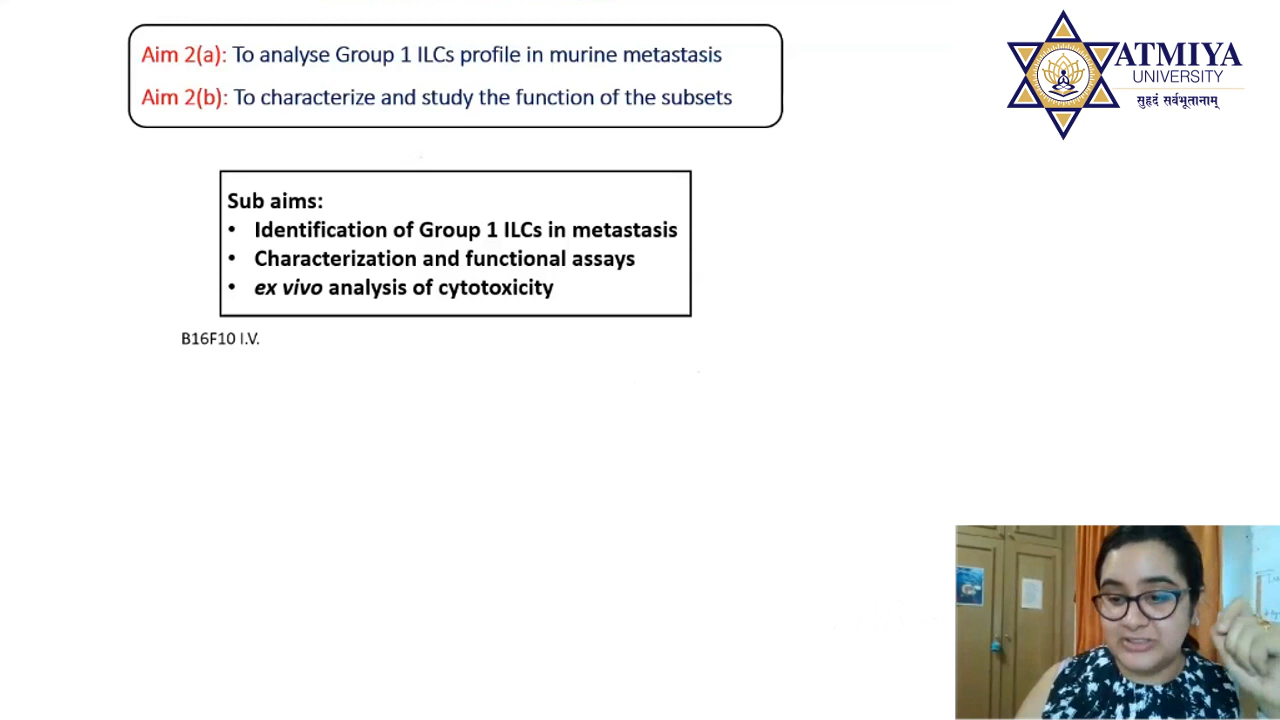 Aim 2(a): To analyse Group 1 ILCs profile in murine metastasis
Aim 2(b): To characterize and study the function of the subsets
ATMIYA
UNIVERSITY
सुहृदं सर्वभूतानाम्
Sub aims:
• Identification of Group 1 ILCs in metastasis
• Characterization and functional assays
• ex vivo analysis of cytotoxicity
B16F10 I.V.